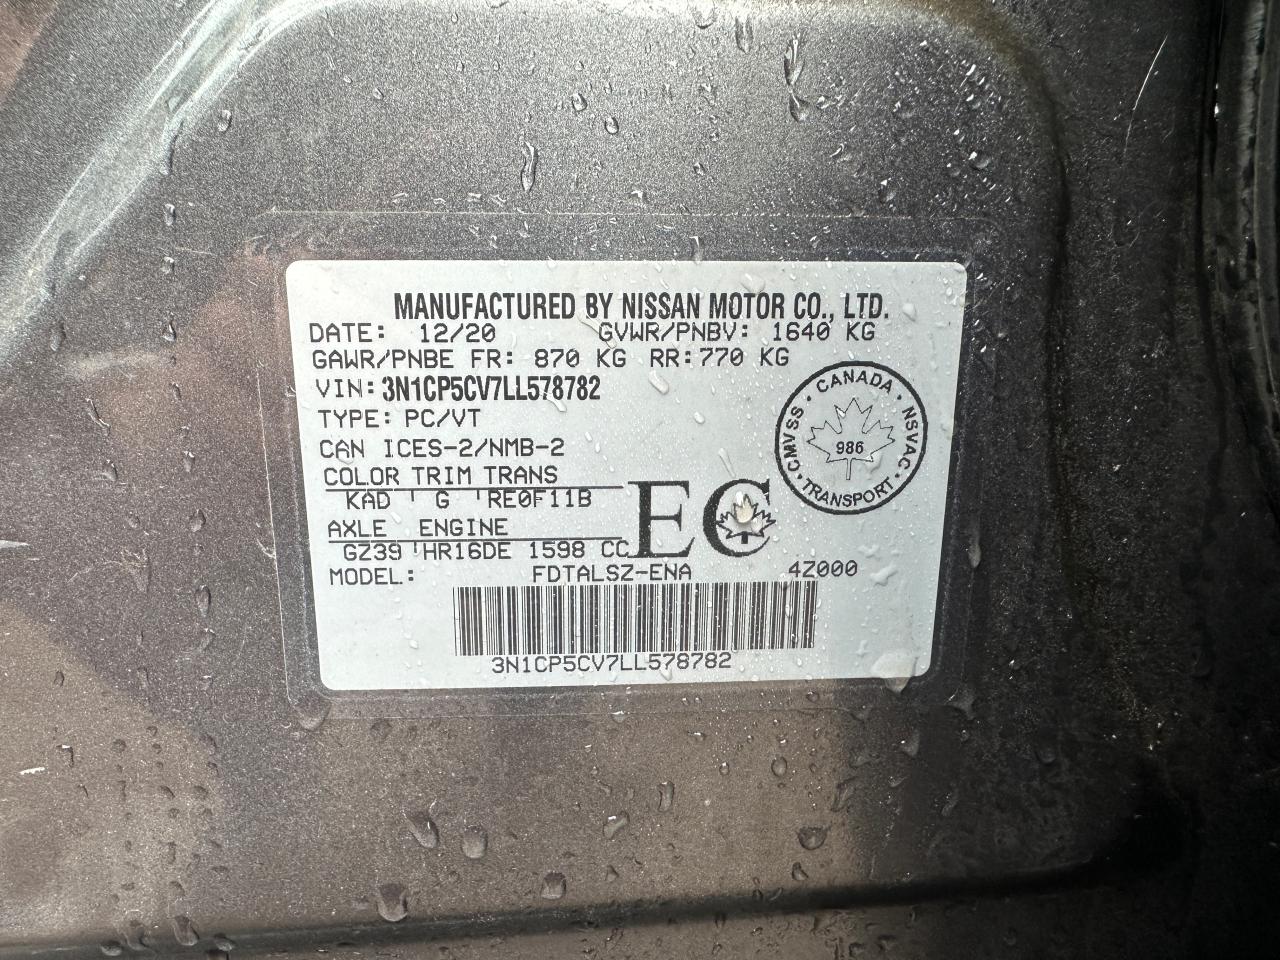 MANUFACTURED BY NISSAN MOTOR CO., LTD.
DATE: 12/20 GVWR/PNBV: 1640 KG
GAWR/PNBE FR: 870 KG RR: 770 KG
VIN: 3N1CP5CV7LL578782
TYPE: PC/VT
CAN ICES-2/NMB-2
COLOR TRIM TRANS
KAD G RE0F11B
AXLE ENGINE
GZ39 HR16DE 1598 CC
EC
CANADA
CMVSS · NSVAC
986
TRANSPORT
MODEL: FDTALSZ-ENA 4Z000
3N1CP5CV7LL578782